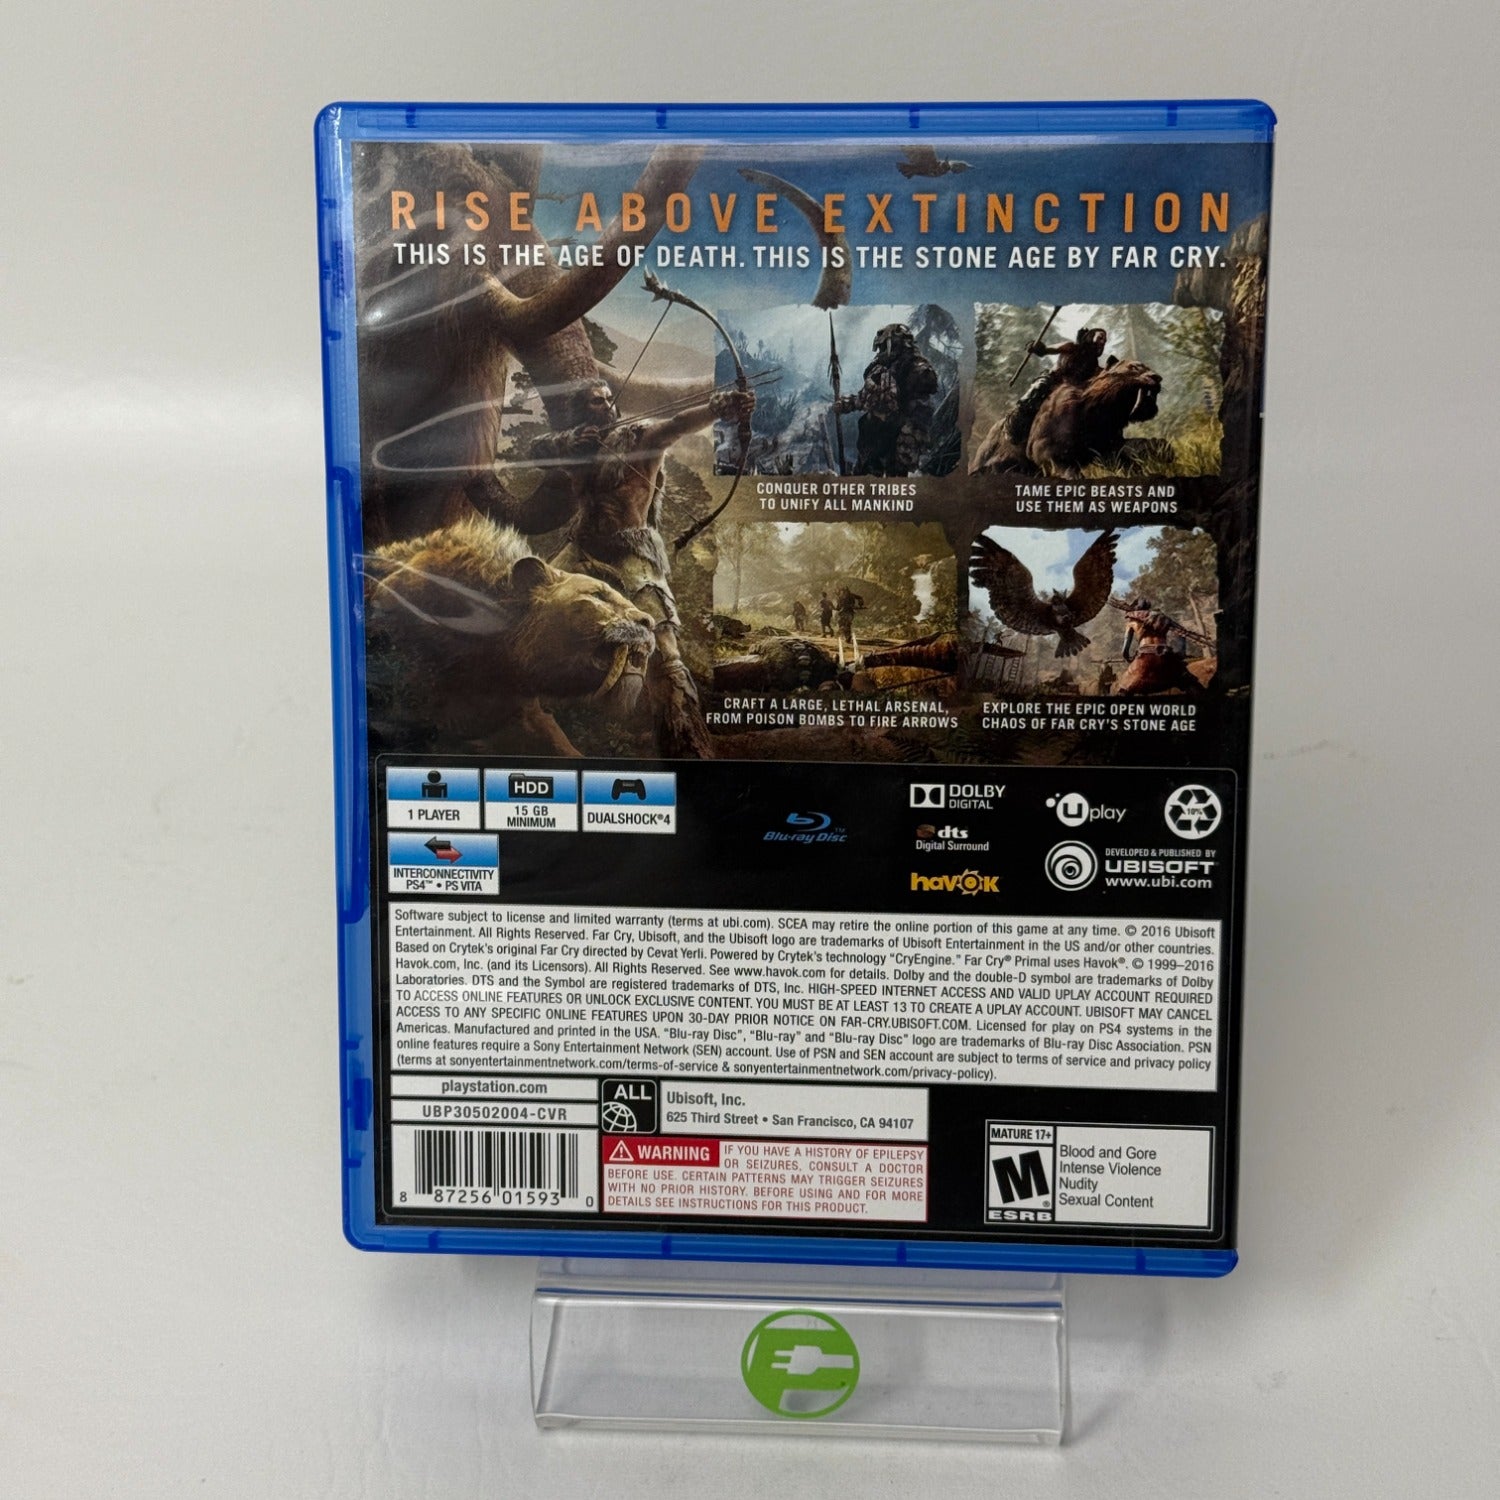 RISE ABOVE EXTINCTION
THIS IS THE AGE OF DEATH. THIS IS THE STONE AGE BY FAR CRY.
CONQUER OTHER TRIBES
TO UNIFY ALL MANKIND
TAME EPIC BEASTS AND
USE THEM AS WEAPONS
CRAFT A LARGE, LETHAL ARSENAL,
FROM POISON BOMBS TO FIRE ARROWS
EXPLORE THE EPIC OPEN WORLD
CHAOS OF FAR CRY'S STONE AGE
1 PLAYER
HDD
15 GB
MINIMUM
DUALSHOCK®4
INTERCONNECTIVITY
PS4™ • PS VITA
Blu-ray Disc™
DOLBY
DIGITAL
dts
Digital Surround
havok
Uplay
10%
DEVELOPED & PUBLISHED BY
UBISOFT
www.ubi.com
Software subject to license and limited warranty (terms at ubi.com). SCEA may retire the online portion of this game at any time. © 2016 Ubisoft
Entertainment. All Rights Reserved. Far Cry, Ubisoft, and the Ubisoft logo are trademarks of Ubisoft Entertainment in the US and/or other countries.
Based on Crytek's original Far Cry directed by Cevat Yerli. Powered by Crytek's technology "CryEngine." Far Cry® Primal uses Havok®. © 1999–2016
Havok.com, Inc. (and its Licensors). All Rights Reserved. See www.havok.com for details. Dolby and the double-D symbol are trademarks of Dolby
Laboratories. DTS and the Symbol are registered trademarks of DTS, Inc. HIGH-SPEED INTERNET ACCESS AND VALID UPLAY ACCOUNT REQUIRED
TO ACCESS ONLINE FEATURES OR UNLOCK EXCLUSIVE CONTENT. YOU MUST BE AT LEAST 13 TO CREATE A UPLAY ACCOUNT. UBISOFT MAY CANCEL
ACCESS TO ANY SPECIFIC ONLINE FEATURES UPON 30-DAY PRIOR NOTICE ON FAR-CRY.UBISOFT.COM. Licensed for play on PS4 systems in the
Americas. Manufactured and printed in the USA. "Blu-ray Disc", "Blu-ray" and "Blu-ray Disc" logo are trademarks of Blu-ray Disc Association. PSN
online features require a Sony Entertainment Network (SEN) account. Use of PSN and SEN account are subject to terms of service and privacy policy
(terms at sonyentertainmentnetwork.com/terms-of-service & sonyentertainmentnetwork.com/privacy-policy).
playstation.com
UBP30502004-CVR
ALL
Ubisoft, Inc.
625 Third Street • San Francisco, CA 94107
WARNING IF YOU HAVE A HISTORY OF EPILEPSY
OR SEIZURES, CONSULT A DOCTOR
BEFORE USE. CERTAIN PATTERNS MAY TRIGGER SEIZURES
WITH NO PRIOR HISTORY. BEFORE USING AND FOR MORE
DETAILS SEE INSTRUCTIONS FOR THIS PRODUCT.
8 87256 01593 0
MATURE 17+
M®
ESRB
Blood and Gore
Intense Violence
Nudity
Sexual Content